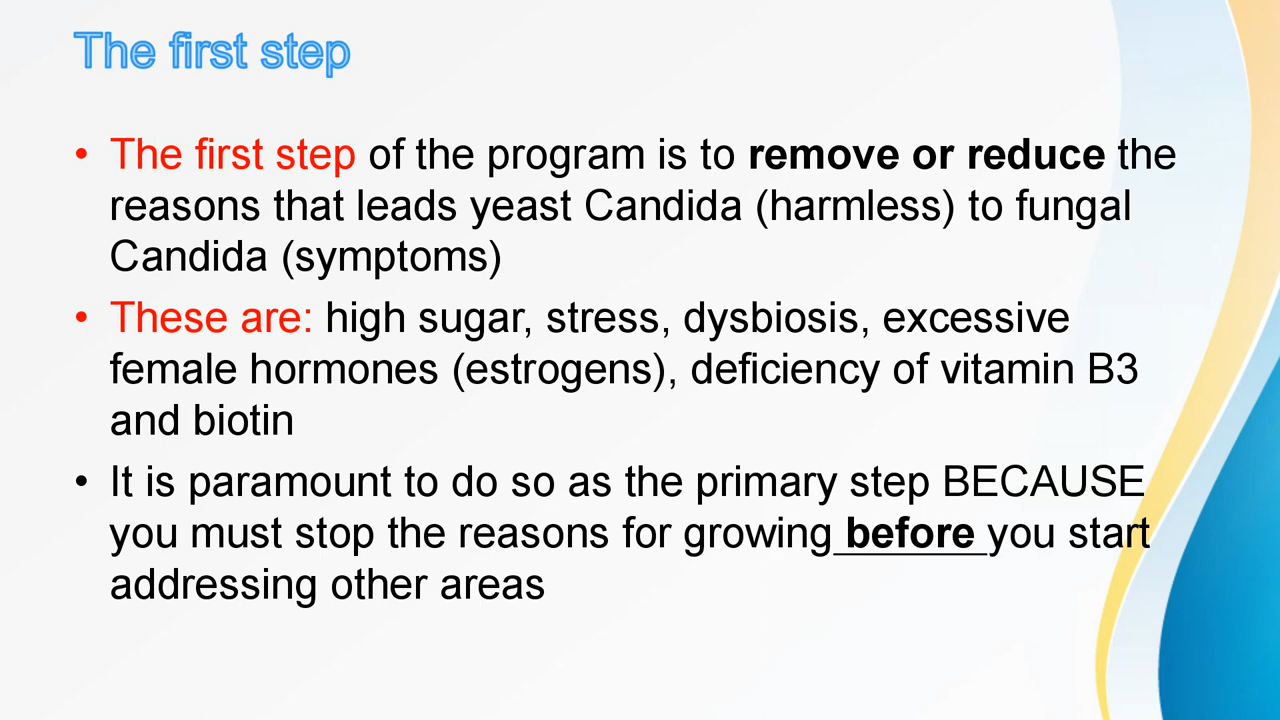 The first step
• The first step of the program is to remove or reduce the
reasons that leads yeast Candida (harmless) to fungal
Candida (symptoms)
• These are: high sugar, stress, dysbiosis, excessive
female hormones (estrogens), deficiency of vitamin B3
and biotin
• It is paramount to do so as the primary step BECAUSE
you must stop the reasons for growing before you start
addressing other areas